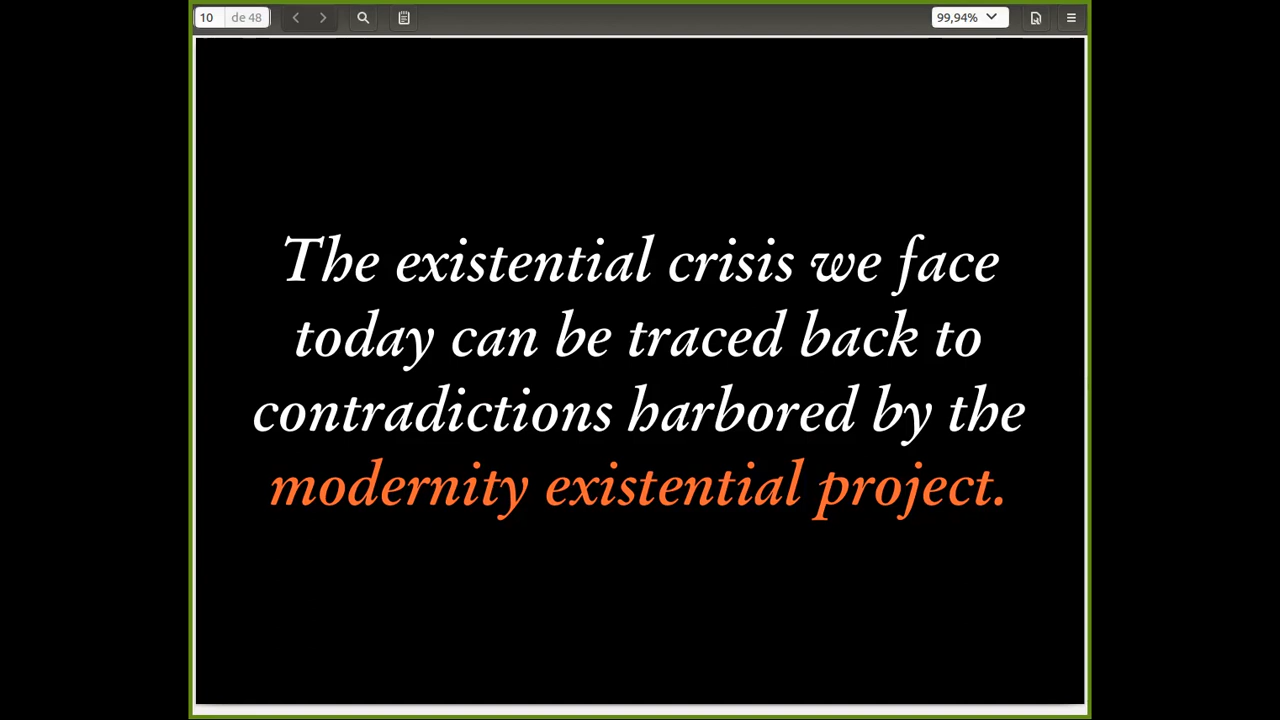 10 de 48 99,94%
The existential crisis we face
today can be traced back to
contradictions harbored by the
modernity existential project.